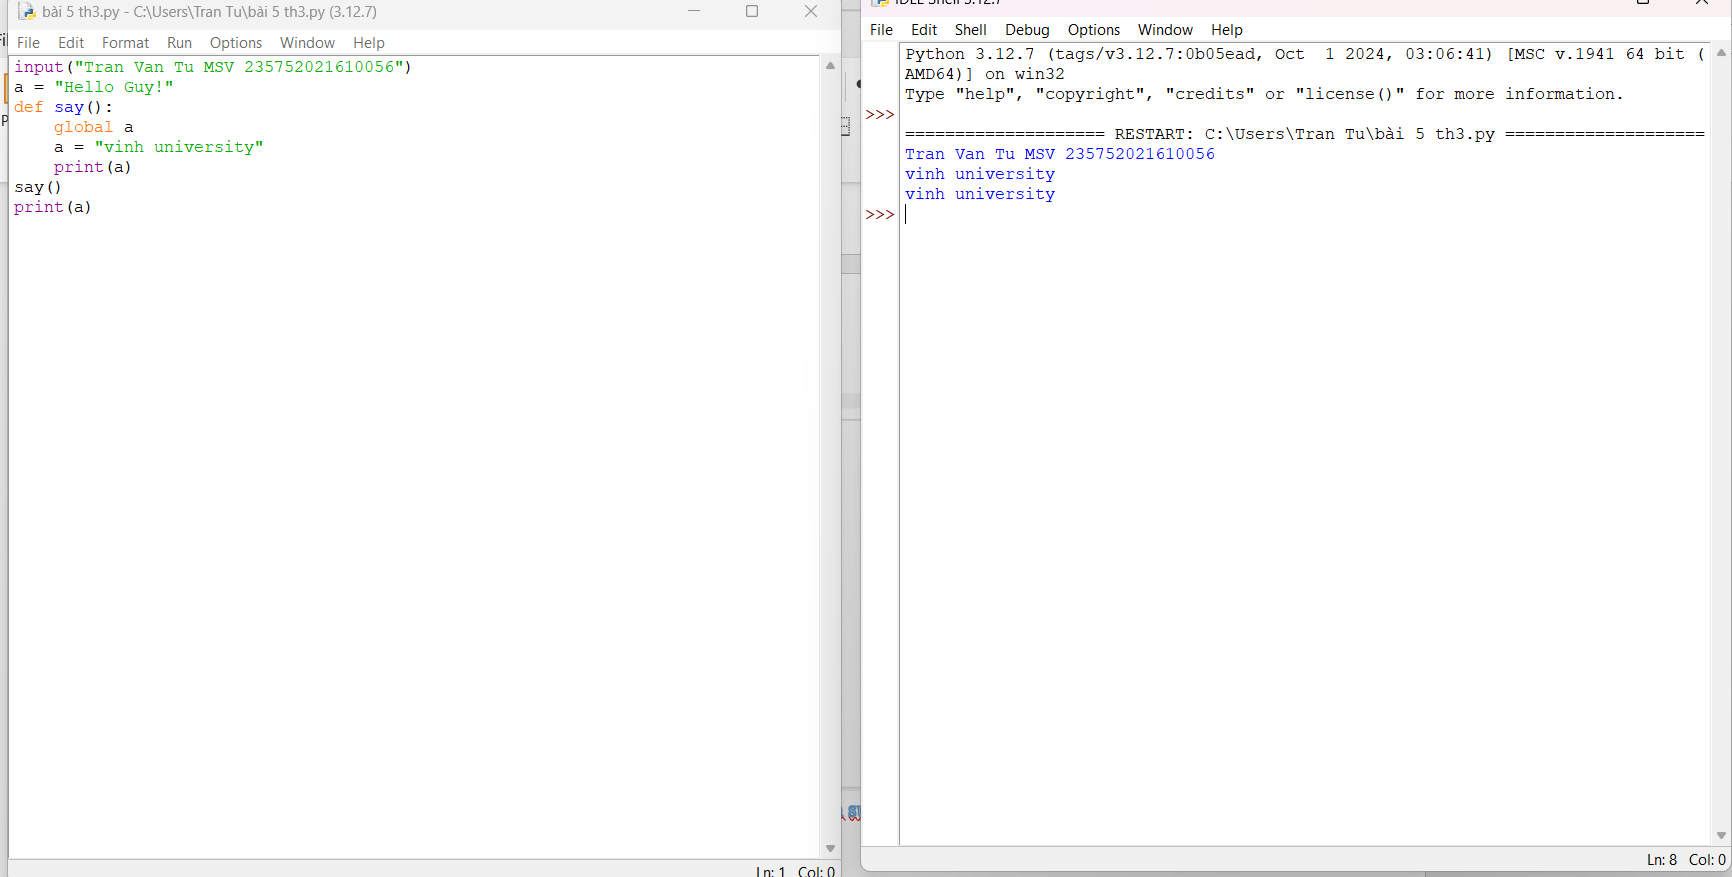 bài 5 th3.py - C:\Users\Tran Tu\bài 5 th3.py (3.12.7)
File Edit Format Run Options Window Help
input("Tran Van Tu MSV 235752021610056")
a = "Hello Guy!"
def say():
    global a
    a = "vinh university"
    print(a)
say()
print(a)
Ln: 1 Col: 0
IDLE Shell 3.12.7
File Edit Shell Debug Options Window Help
Python 3.12.7 (tags/v3.12.7:0b05ead, Oct  1 2024, 03:06:41) [MSC v.1941 64 bit (
AMD64)] on win32
Type "help", "copyright", "credits" or "license()" for more information.
>>>
==================== RESTART: C:\Users\Tran Tu\bài 5 th3.py ====================
Tran Van Tu MSV 235752021610056
vinh university
vinh university
>>>
Ln: 8 Col: 0